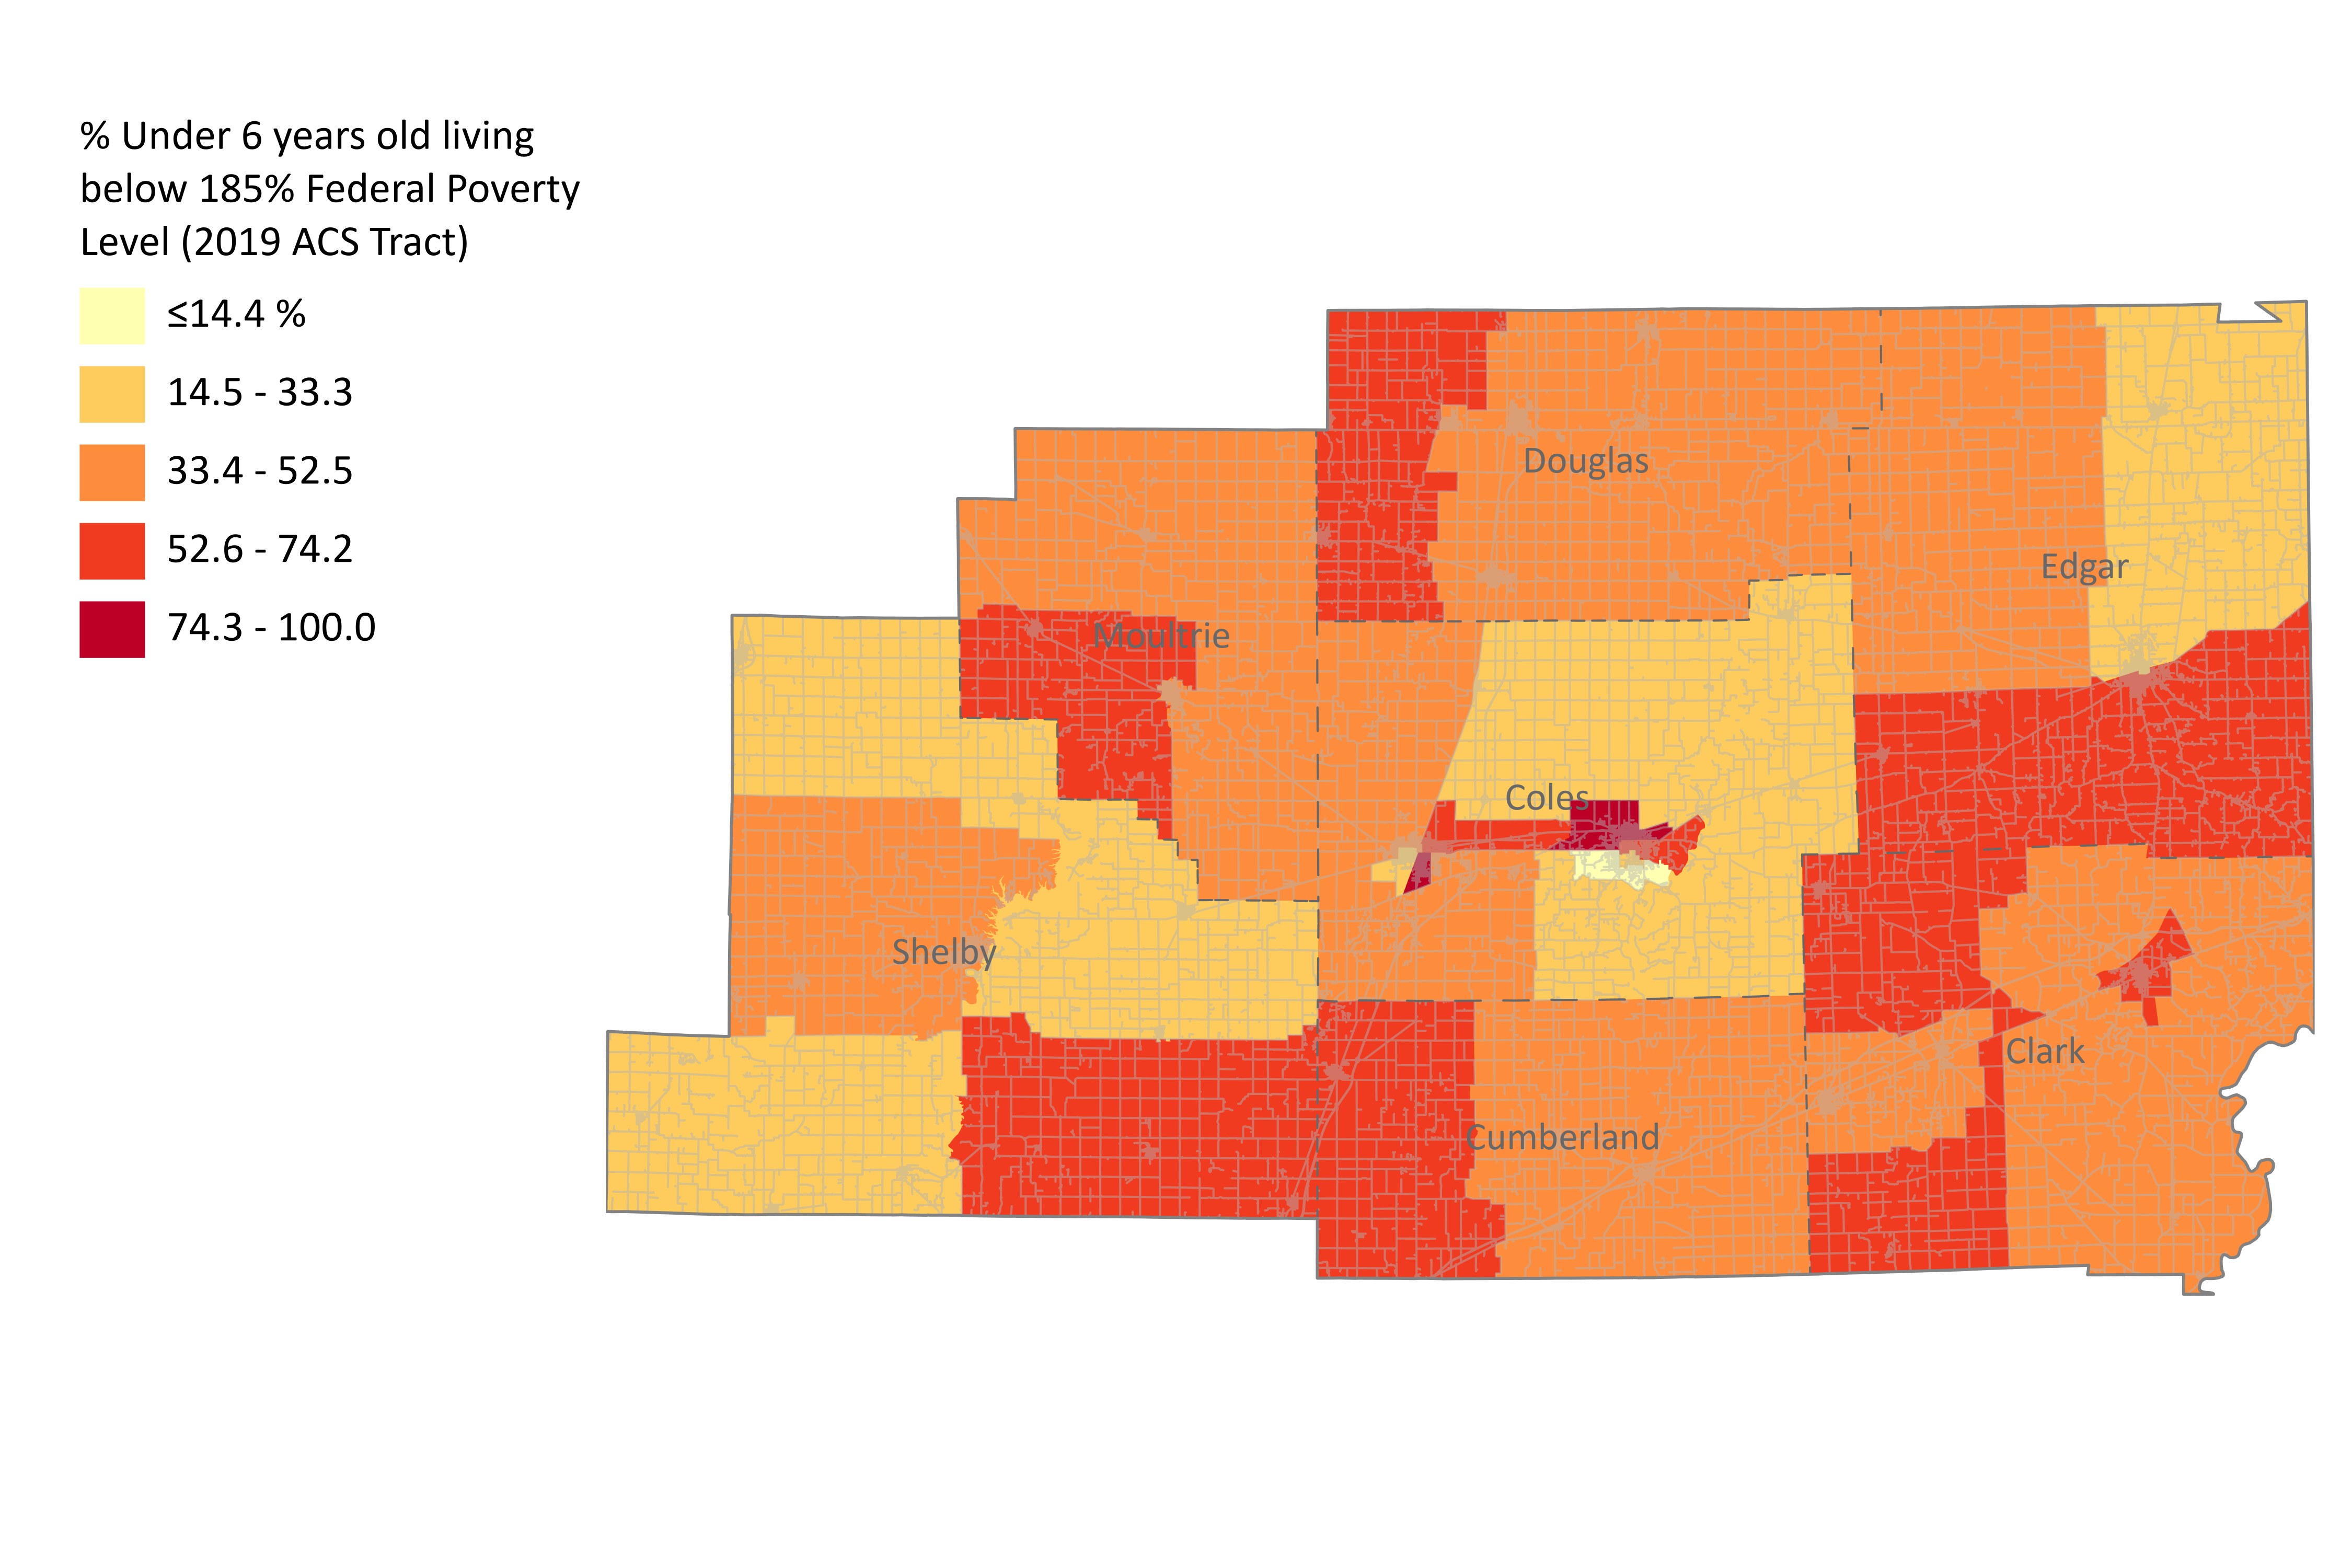 % Under 6 years old living
below 185% Federal Poverty
Level (2019 ACS Tract)
≤14.4 %
14.5 - 33.3
33.4 - 52.5
52.6 - 74.2
74.3 - 100.0
Douglas
Edgar
Moultrie
Coles
Shelby
Clark
Cumberland